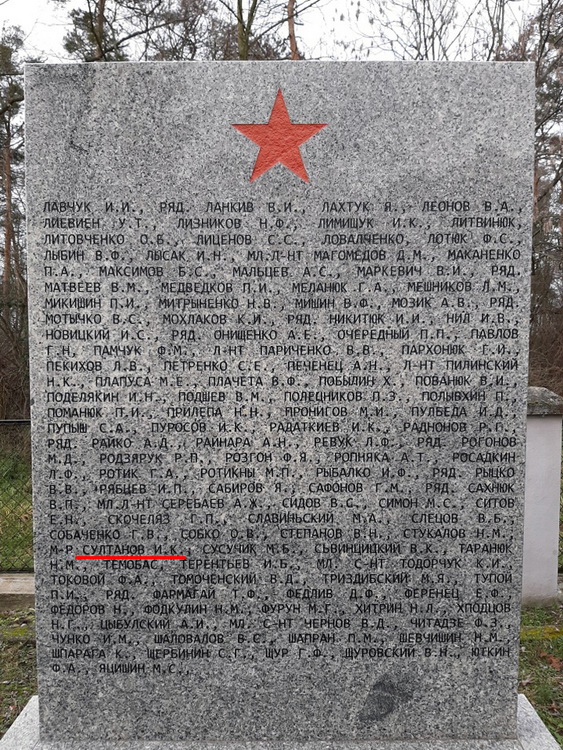 ЛАВЧУК И.И., РЯД. ЛАНКИВ В.И., ЛАХТУК Я., ЛЕОНОВ В.А.,
ЛИЕВИЕН У.Т., ЛИЗНИКОВ Н.Ф., ЛИМИЩУК И.К., ЛИТВИНЮК,
ЛИТОВЧЕНКО О.Б., ЛИЦЕНОВ С.С., ЛОВАЛЧЕНКО, ЛОТЮК Ф.С.,
ЛЫБИН В.Ф., ЛЫСАК И.Н., МЛ.Л-НТ МАГОМЕДОВ Д.М., МАКАНЕНКО
П.А., МАКСИМОВ Б.С., МАЛЬЦЕВ А.С., МАРКЕВИЧ В.И., РЯД.
МАТВЕЕВ В.М., МЕДВЕДКОВ П.И., МЕЛАНЮК Г.А., МЕШНИКОВ Л.М.,
МИКИШИН П.И., МИТРЫНЕНКО Н.В., МИШИН В.Ф., МОЗИК А.В., РЯД.
МОТЫЧКО В.С., МОХЛАКОВ К.И., РЯД. НИКИТЮК И.И., НИЛ И.В.,
НОВИЦКИЙ И.С., РЯД. ОНИЩЕНКО А.Е., ОЧЕРЕДНЫЙ П.П., ПАВЛОВ
Г.Н., ПАМЧУК Ф.М., Л-НТ ПАРИЧЕНКО В.В., ПАРХОНЮК Г.И.,
ПЕКИХОВ Л.В., ПЕТРЕНКО С.Е., ПЕЧЕНЕЦ А.Н., Л-НТ ПИЛИНСКИЙ
Н.К., ПЛАПУСА М.Е., ПЛАЧЕТА В.Ф., ПОБЫЛИН Х., ПОВАНЮК В.И.,
ПОДЕЛЯКИН И.Н., ПОДШЕВ В.М., ПОЛЕЦНИКОВ П.З., ПОЛЫВХИН П.,
ПОМАНЮК П.И., ПРИЛЕПА Н.Н., ПРОНИГОВ М.И., ПУЛБЕДА И.Д.,
ПУПЫШ С.А., ПУРОСОВ И.К., РАДАТКИЕВ И.К., РАДНОНОВ Р.П.,
РЯД. РАЙКО А.Д., РАЙНАРА А.Н., РЕВУК Л.Ф., РЯД. РОГОНОВ
М.Д., РОДЗЯРУК Р.П., РОЗГОН Ф.Я., РОПНЯКА А.Т., РОСАДКИН
Л.Ф., РОТИК Г.А., РОТИКНЫ М.П., РЫБАЛКО И.Ф., РЯД. РЫЦКО
В.В., РЯБЦЕВ И.П., САБИРОВ Я., САФОНОВ Г.М., РЯД. САХНЮК
В.П., МЛ.Л-НТ СЕРЕБАЕВ А.Ж., СИДОВ В.С., СИМОН М.С., СИТОВ
Е.Н., СКОЧЕЛЯЗ Г.П., СЛАВИНЬСКИЙ М.А., СЛЕЦОВ В.Б.,
СОБАЧЕНКО Г.В., СОБКО О.В., СТЕПАНОВ В.Н., СТУКАЛОВ Н.М.,
М-Р СУЛТАНОВ И.К., СУСУЧИК М.Б., СЪВИНЦИЦКИЙ В.К., ТАРАНЮК
Н.М., ТЕМОБАС, ТЕРЕНТЬЕВ И.Б., МЛ. С-НТ ТОДОРЧУК К.И.,
ТОКОВОЙ Ф.А., ТОМОЧЕНСКИЙ В.Д., ТРИЗДИБСКИЙ М.Я., ТУПОЙ
П.И., РЯД. ФАРМАГАЙ Т.Ф., ФЕДЛИВ Д.Ф., ФЕРЕНЕЦ Е.Ф.,
ФЁДОРОВ Н., ФОДКУЛИН Н.М., ФУРУН М.Т., ХИТРИН Н.Л., ХПОДЦОВ
Н.Г., ЦЫБУЛСКИЙ А.И., МЛ. С-НТ ЧЕРНОВ В.Д., ЧИТАДЗЕ Ф.З.,
ЧУНКО И.М., ШАЛОВАЛОВ В.С., ШАПРАН П.М., ШЕВЧИШИН Н.М.,
ШПАРАГА К., ЩЕРБИНИН С.Г., ЩУР Г.Ф., ЩУРОВСКИЙ В.Н., ЮТКИН
Ф.А., ЯЦИШИН М.С.,